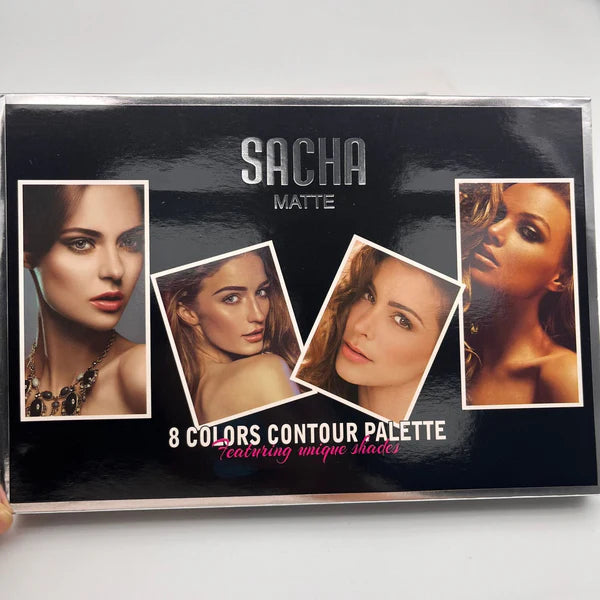 SACHA
MATTE
8 COLORS CONTOUR PALETTE
Featuring unique shades